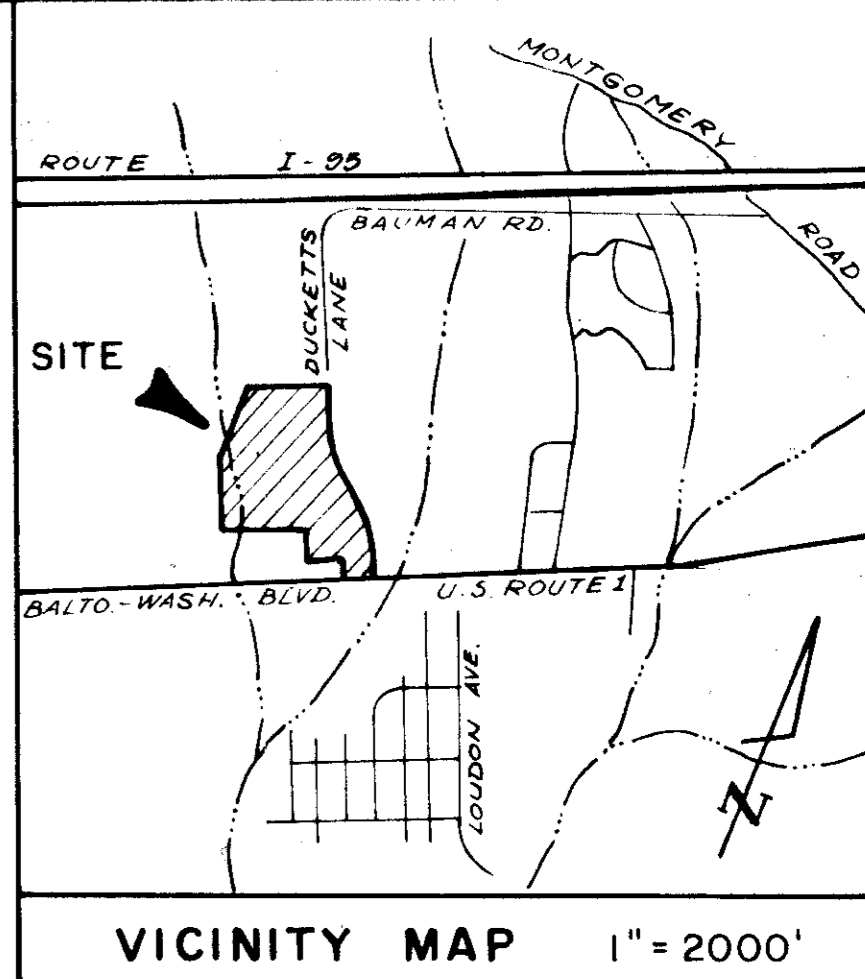 MONTGOMERY
ROUTE I-95
BAUMAN RD.
ROAD
DUCKETTS
LANE
SITE
BALTO.-WASH. BLVD. U.S. ROUTE 1
LOUDON AVE.
N
VICINITY MAP 1" = 2000'